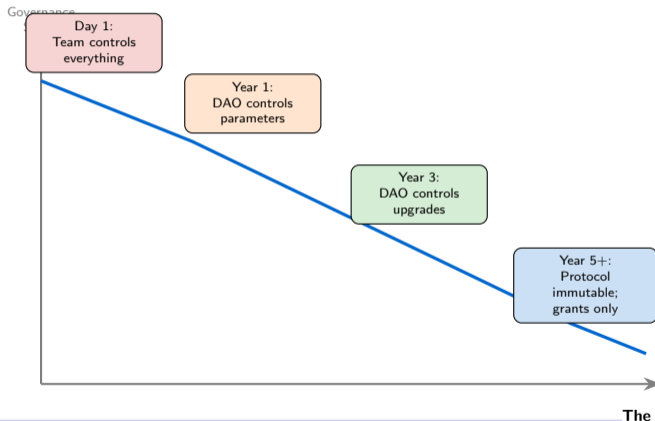 Governance
Day 1:
Team controls
everything
Year 1:
DAO controls
parameters
Year 3:
DAO controls
upgrades
Year 5+:
Protocol
immutable;
grants only
The